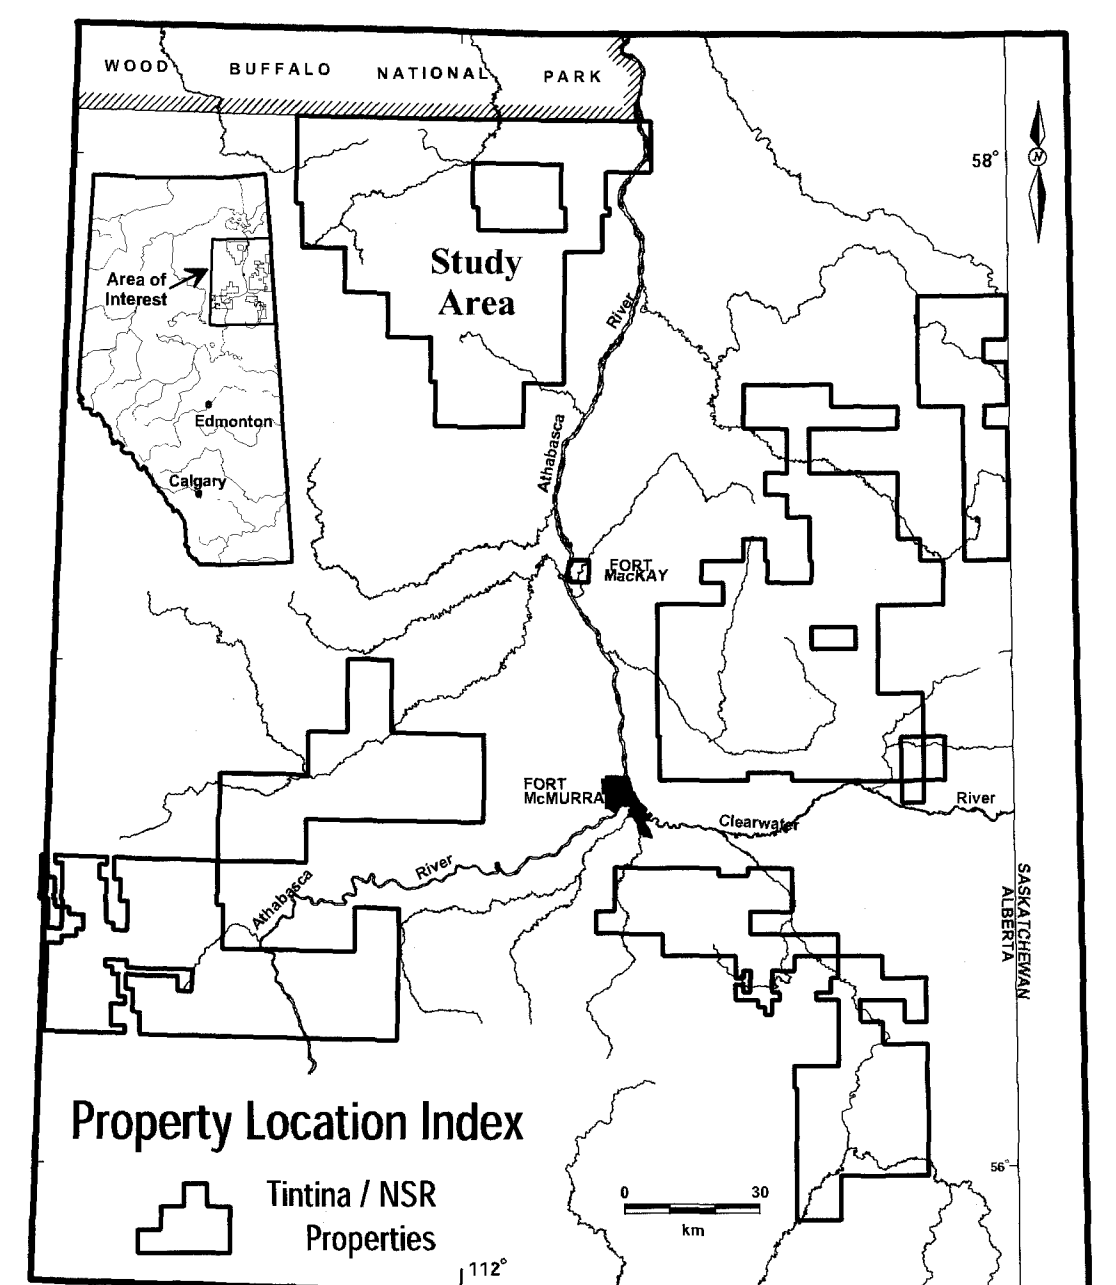 WOOD BUFFALO NATIONAL PARK
58°
N
Study
Area
Area of
Interest
River
Edmonton
Athabasca
Calgary
FORT
MacKAY
FORT
McMURRA
Clearwater
River
River
Athabasca
SASKATCHEWAN
ALBERTA
Property Location Index
56°
Tintina / NSR
Properties
0 30
km
112°